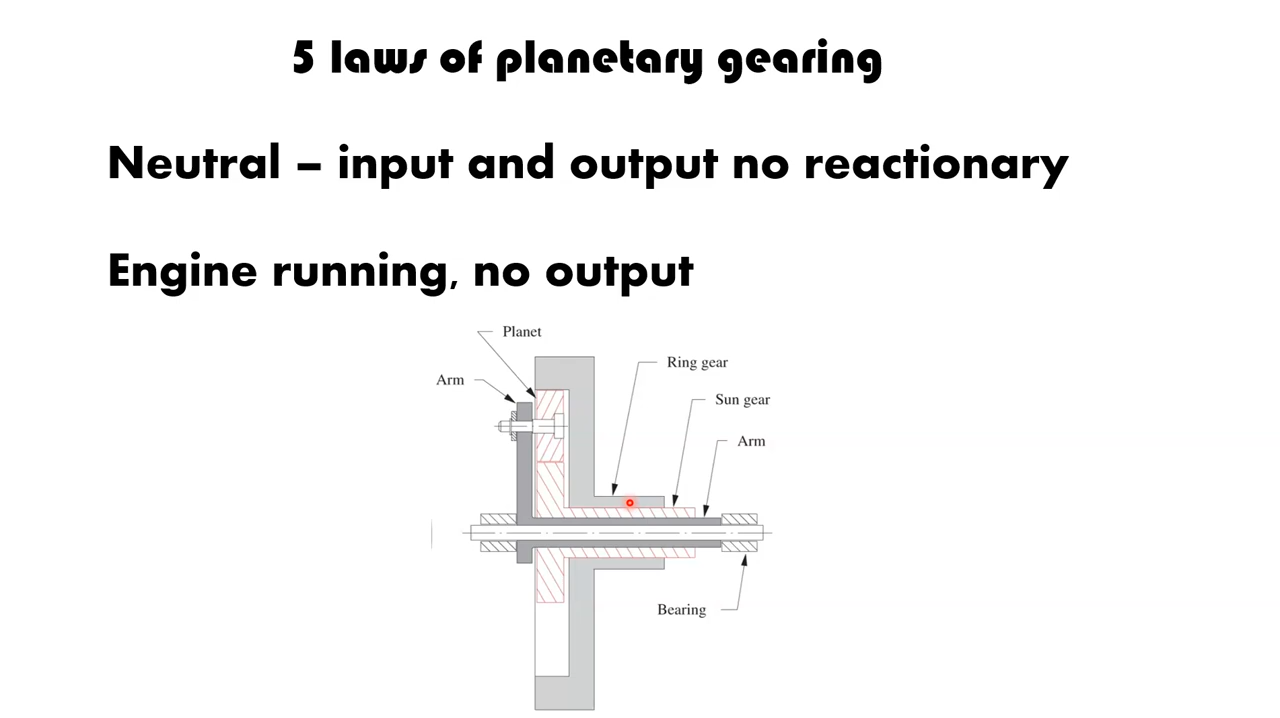 5 laws of planetary gearing
Neutral – input and output no reactionary
Engine running, no output
Planet
Ring gear
Arm
Sun gear
Arm
Bearing